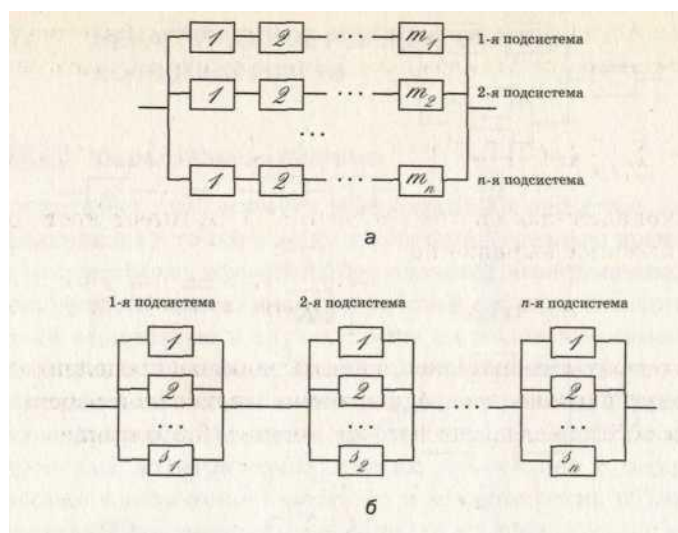 1 2 ... m1 1-я подсистема
1 2 ... m2 2-я подсистема
...
1 2 ... mn n-я подсистема
а
1-я подсистема 2-я подсистема n-я подсистема
1 1 1
2 2 ... 2
... ... ...
s1 s2 sn
б